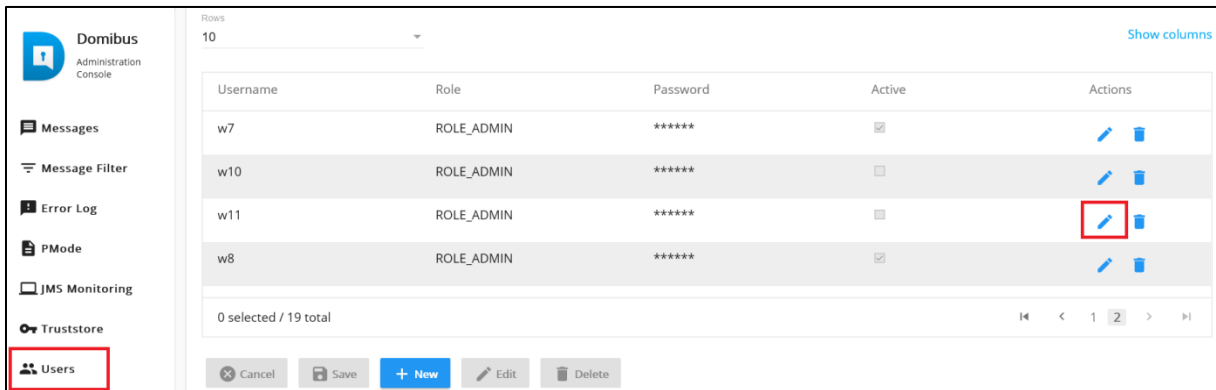 Domibus
Administration
Console
Messages
Message Filter
Error Log
PMode
JMS Monitoring
Truststore
Users
Rows
10
Show columns
Username Role Password Active Actions
w7 ROLE_ADMIN ******
w10 ROLE_ADMIN ******
w11 ROLE_ADMIN ******
w8 ROLE_ADMIN ******
0 selected / 19 total 1 2
Cancel Save + New Edit Delete